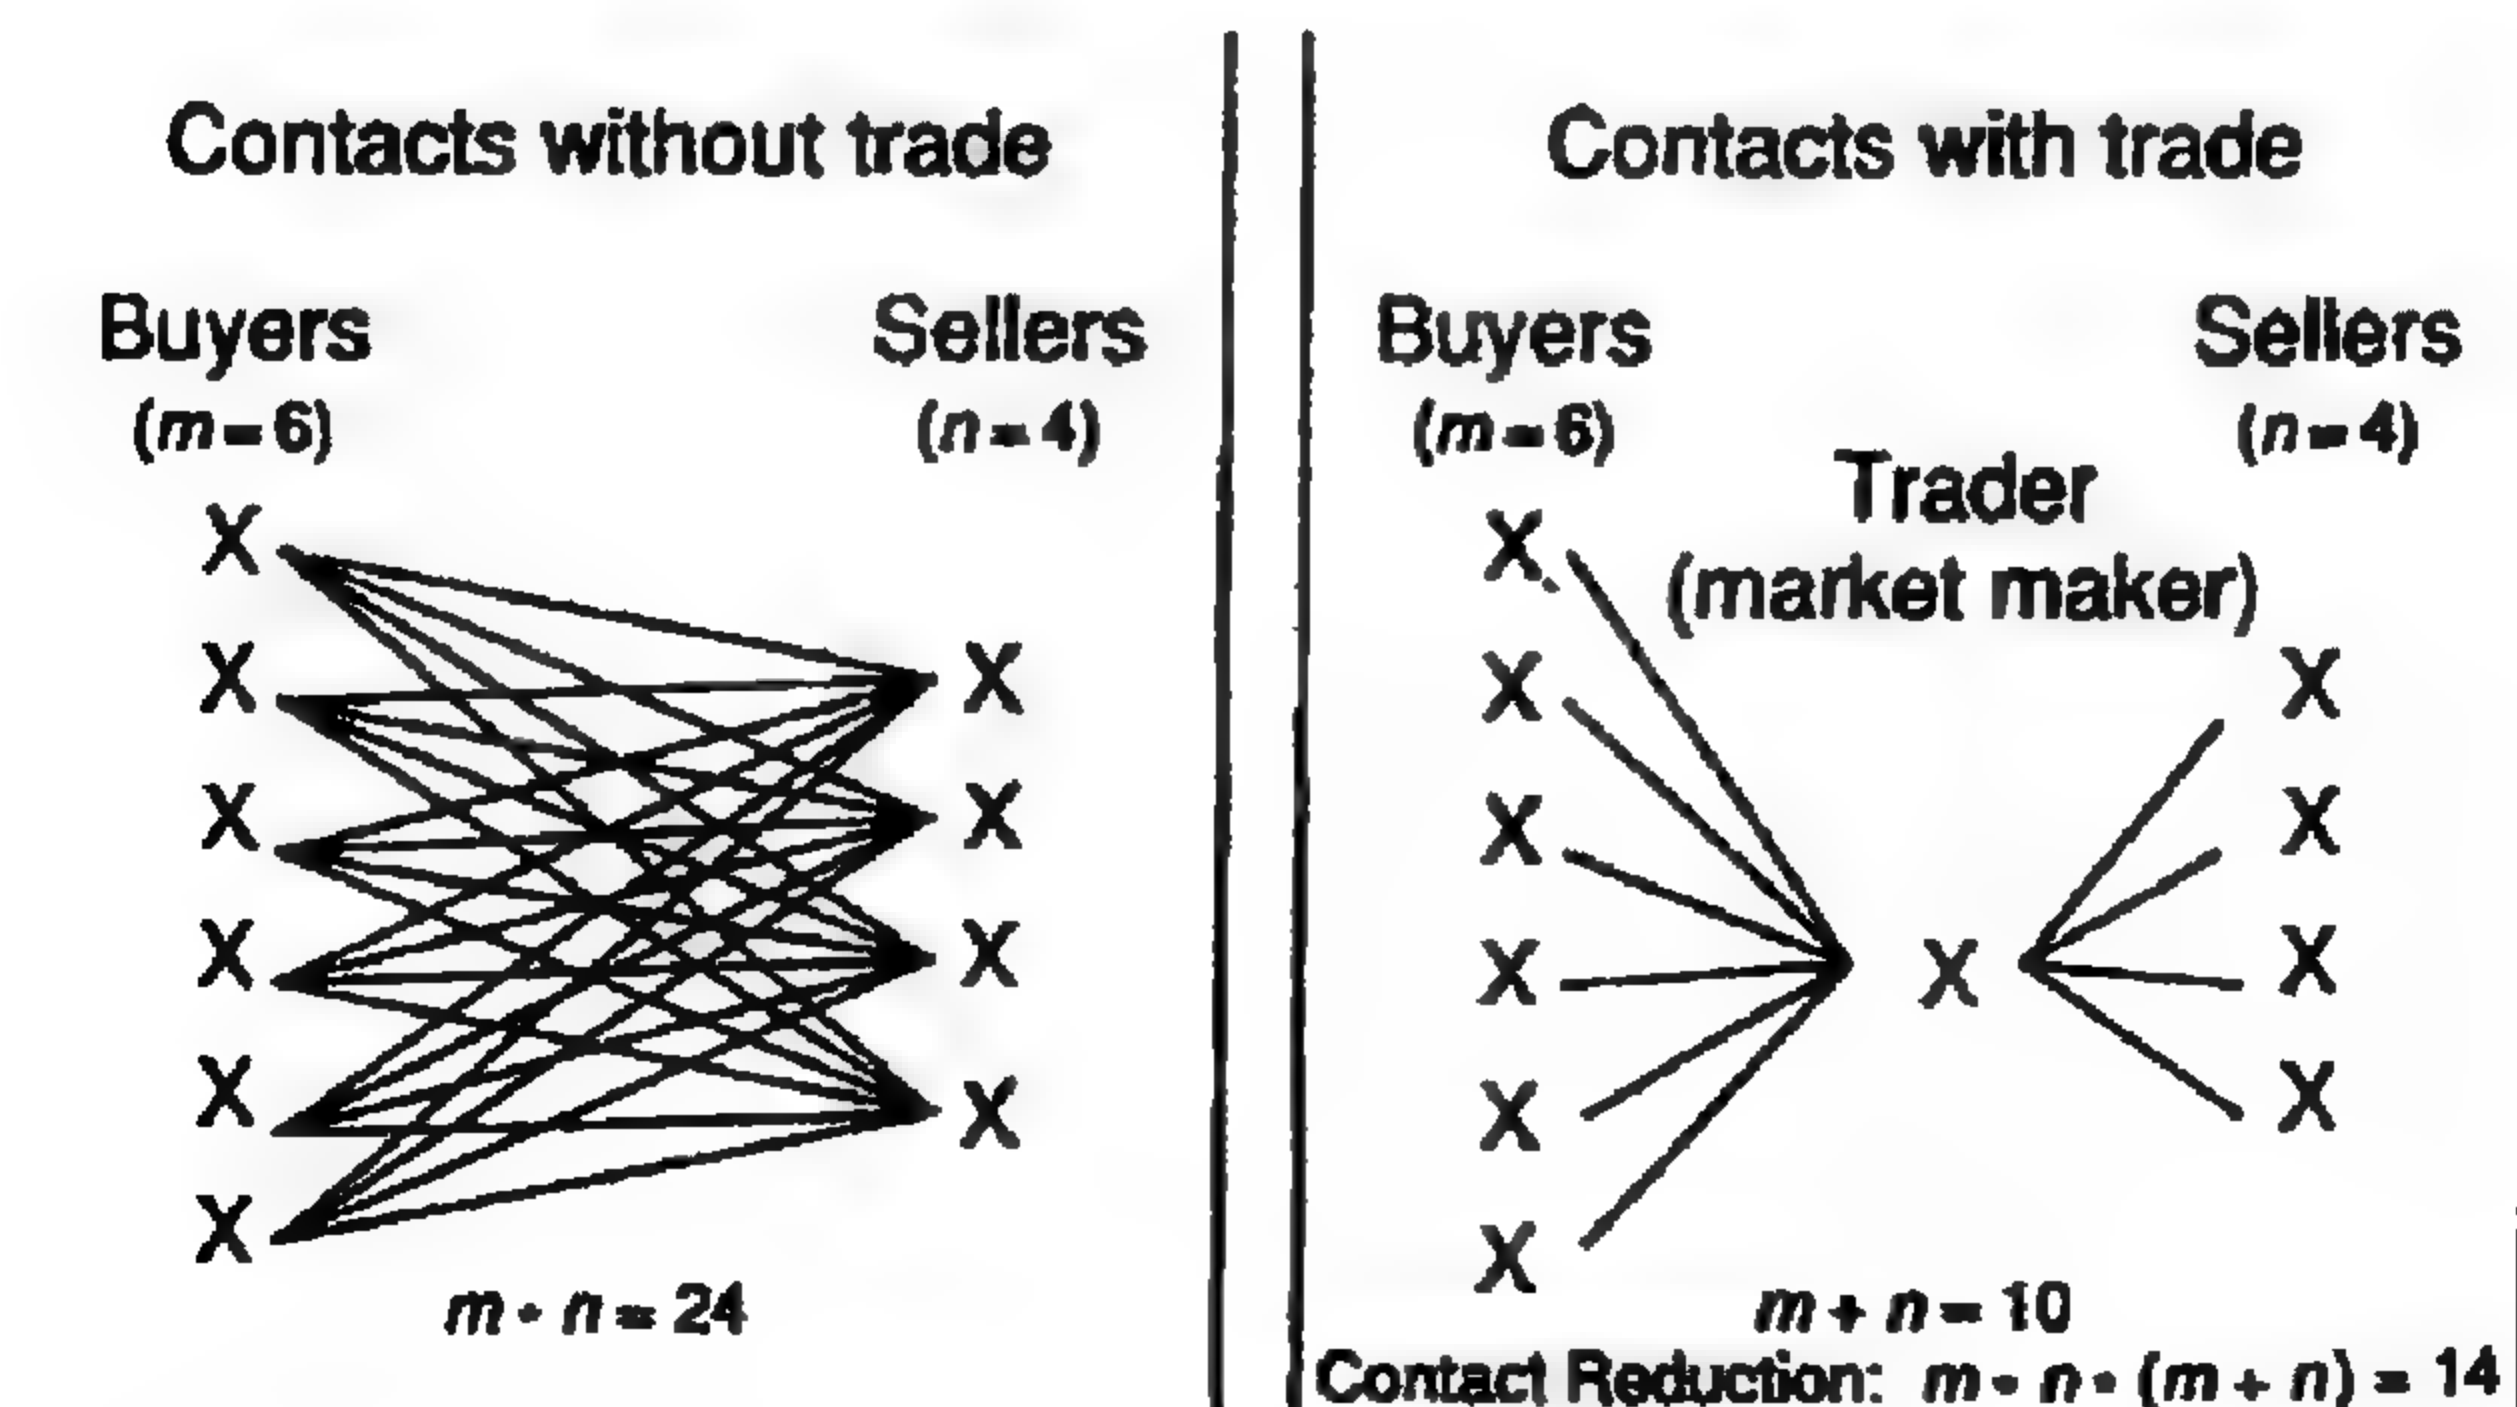 Contacts without trade
Buyers
(m=6)
Sellers
(n=4)
X
X
X
X
X
X
X
X
X
X
m • n = 24
Contacts with trade
Buyers
(m=6)
Sellers
(n=4)
Trader
(market maker)
X
X
X
X
X
X
X
X
X
X
X
m + n = 10
Contact Reduction: m • n • (m + n) = 14